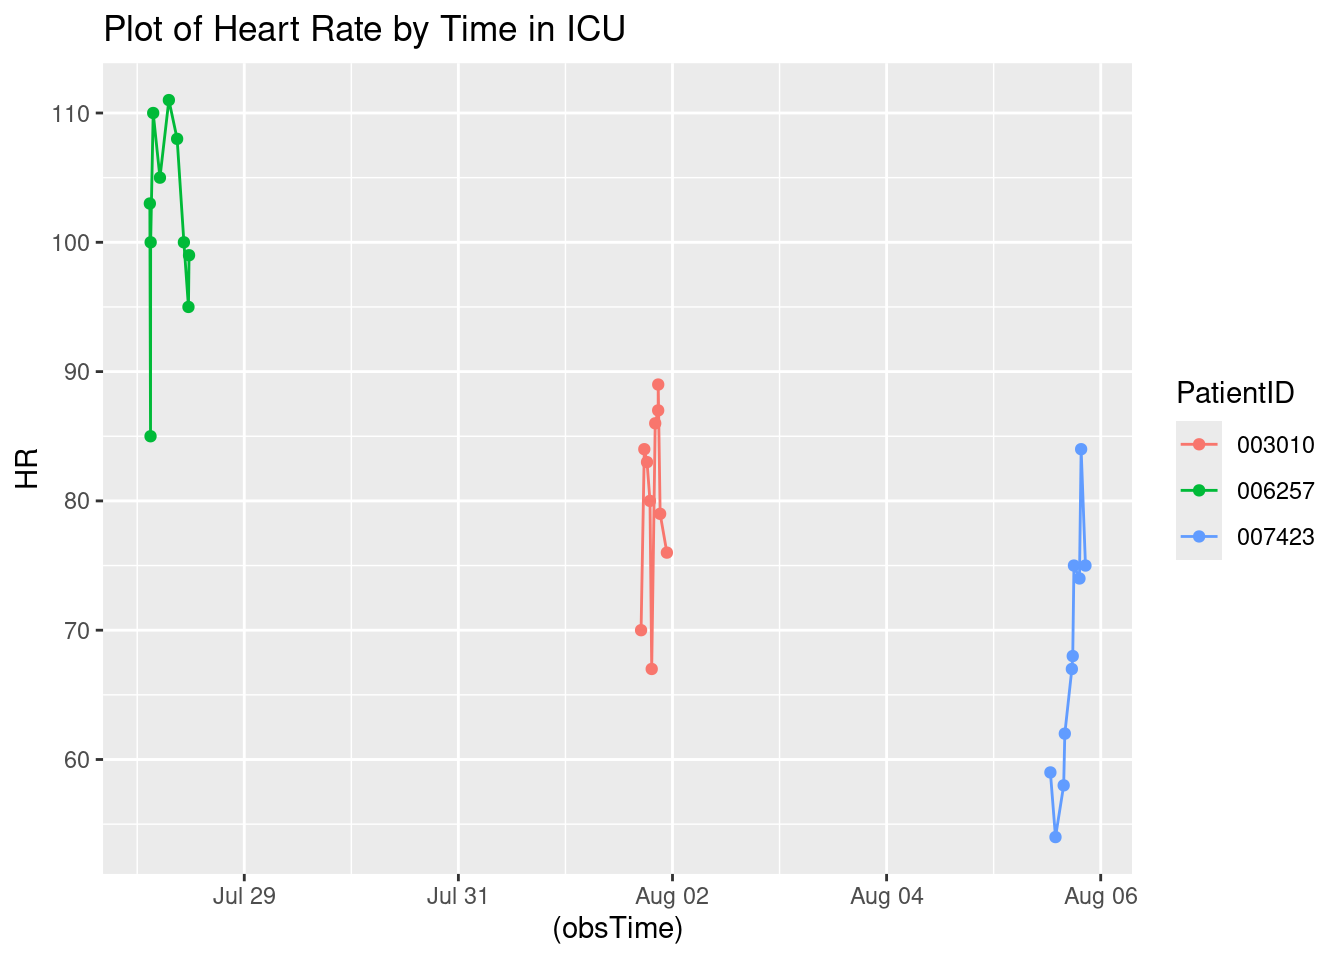 Plot of Heart Rate by Time in ICU
110
100
90
80
70
60
HR
Jul 29 Jul 31 Aug 02 Aug 04 Aug 06
(obsTime)
PatientID
003010
006257
007423